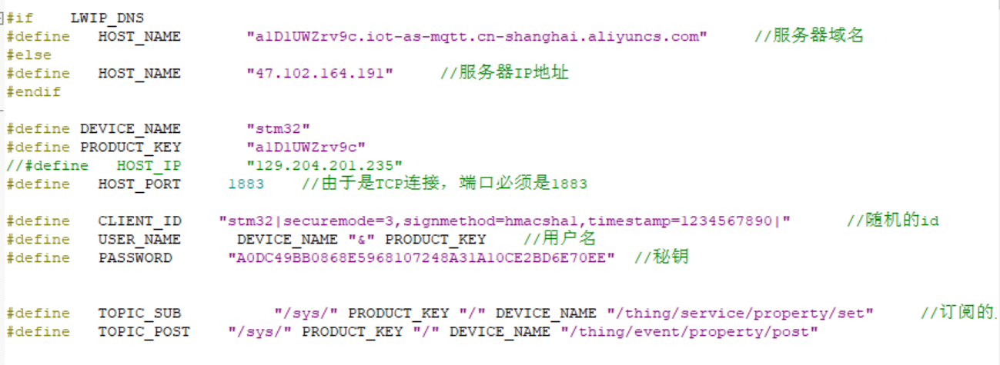 #if    LWIP_DNS
#define   HOST_NAME       "a1D1UWZrv9c.iot-as-mqtt.cn-shanghai.aliyuncs.com"     //服务器域名
#else
#define   HOST_NAME       "47.102.164.191"     //服务器IP地址
#endif
#define DEVICE_NAME       "stm32"
#define PRODUCT_KEY       "a1D1UWZrv9c"
//#define   HOST_IP       "129.204.201.235"
#define   HOST_PORT     1883    //由于是TCP连接，端口必须是1883
#define   CLIENT_ID    "stm32|securemode=3,signmethod=hmacsha1,timestamp=1234567890|"      //随机的id
#define   USER_NAME      DEVICE_NAME "&" PRODUCT_KEY    //用户名
#define   PASSWORD      "A0DC49BB0868E5968107248A31A10CE2BD6E70EE"  //秘钥
#define   TOPIC_SUB          "/sys/" PRODUCT_KEY "/" DEVICE_NAME "/thing/service/property/set"     //订阅的
#define   TOPIC_POST    "/sys/" PRODUCT_KEY "/" DEVICE_NAME "/thing/event/property/post"